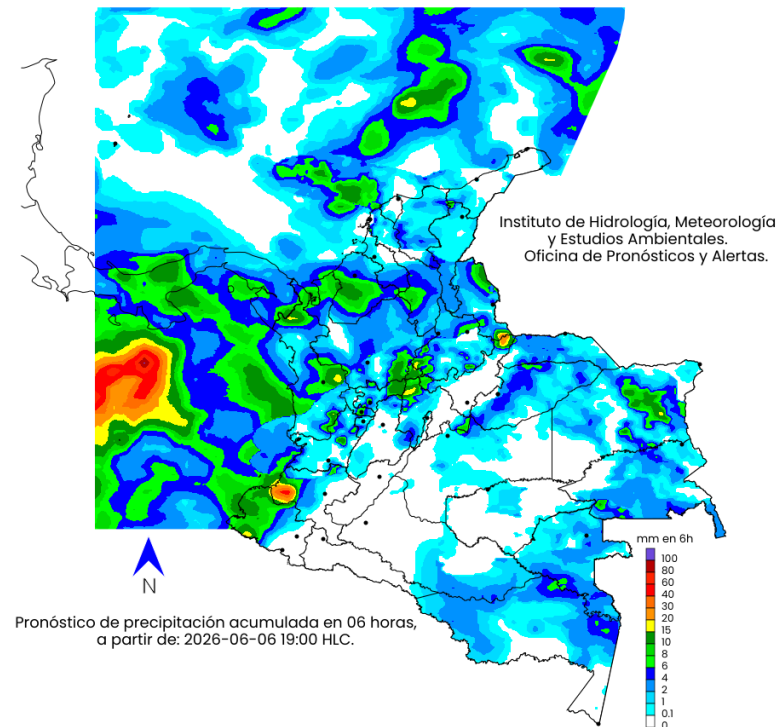 Instituto de Hidrología, Meteorología
y Estudios Ambientales.
Oficina de Pronósticos y Alertas.
mm en 6h
100
80
60
40
30
20
15
10
8
6
4
2
1
0.1
0
N
Pronóstico de precipitación acumulada en 06 horas,
a partir de: 2026-06-06 19:00 HLC.